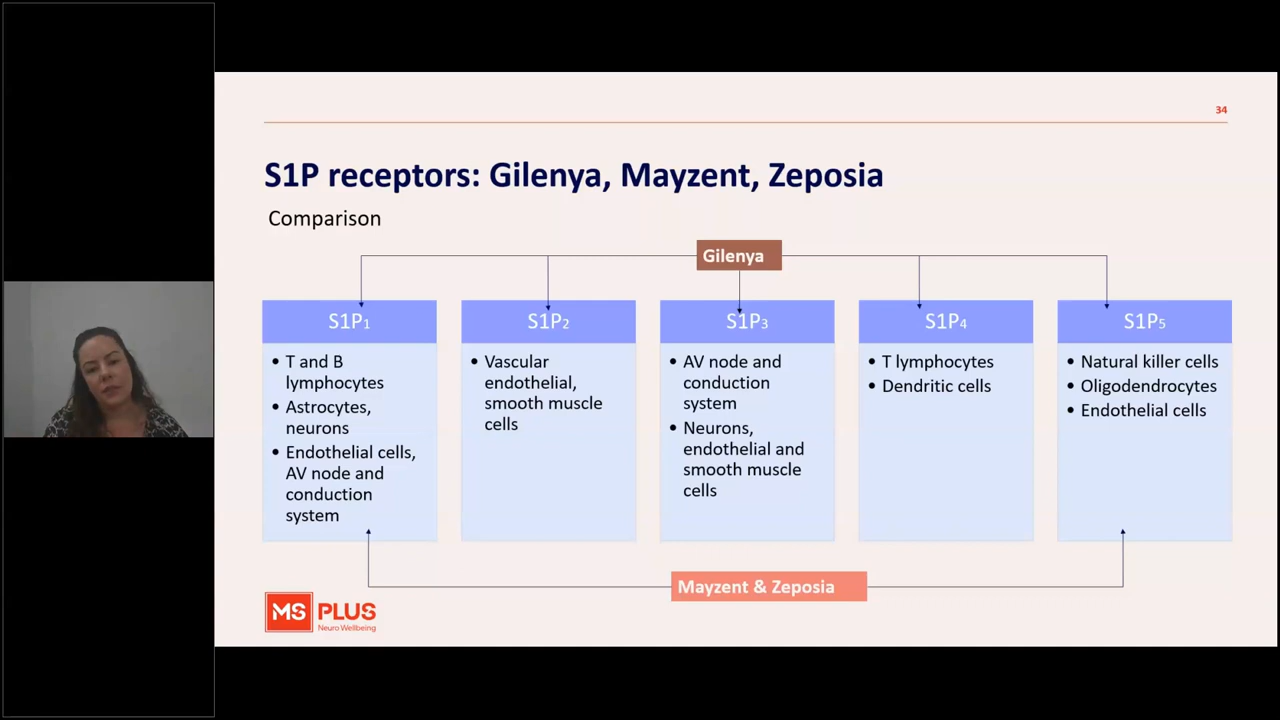 34
S1P receptors: Gilenya, Mayzent, Zeposia
Comparison
Gilenya
S1P1
• T and B
lymphocytes
• Astrocytes,
neurons
• Endothelial cells,
AV node and
conduction
system
S1P2
• Vascular
endothelial,
smooth muscle
cells
S1P3
• AV node and
conduction
system
• Neurons,
endothelial and
smooth muscle
cells
S1P4
• T lymphocytes
• Dendritic cells
S1P5
• Natural killer cells
• Oligodendrocytes
• Endothelial cells
Mayzent & Zeposia
MS PLUS
Neuro Wellbeing